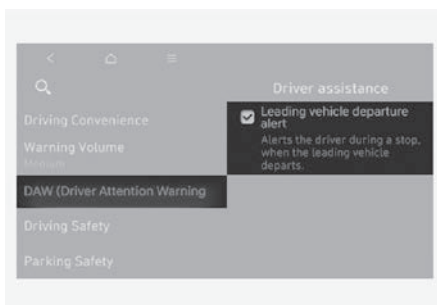 Driver assistance
Driving Convenience
Warning Volume
Medium
DAW (Driver Attention Warning
Driving Safety
Parking Safety
Leading vehicle departure
alert
Alerts the driver during a stop,
when the leading vehicle
departs.